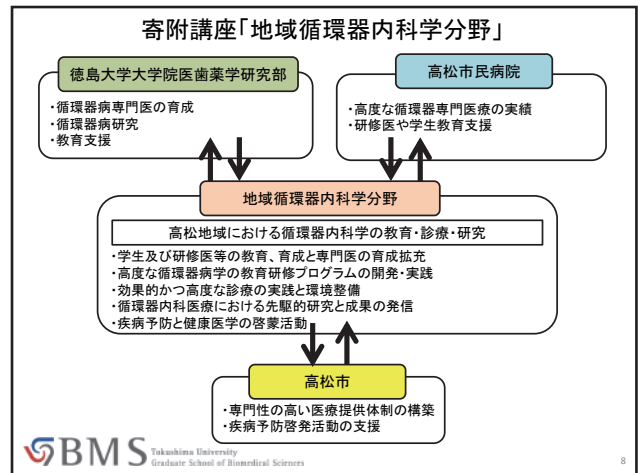 寄附講座「地域循環器内科学分野」
徳島大学大学院医歯薬学研究部
・循環器病専門医の育成
・循環器病研究
・教育支援
高松市民病院
・高度な循環器専門医療の実績
・研修医や学生教育支援
地域循環器内科学分野
高松地域における循環器内科学の教育・診療・研究
・学生及び研修医等の教育、育成と専門医の育成拡充
・高度な循環器病学の教育研修プログラムの開発・実践
・効果的かつ高度な診療の実践と環境整備
・循環器内科医療における先駆的研究と成果の発信
・疾病予防と健康医学の啓蒙活動
高松市
・専門性の高い医療提供体制の構築
・疾病予防啓発活動の支援
BMS
Tokushima University
Graduate School of Biomedical Sciences
8